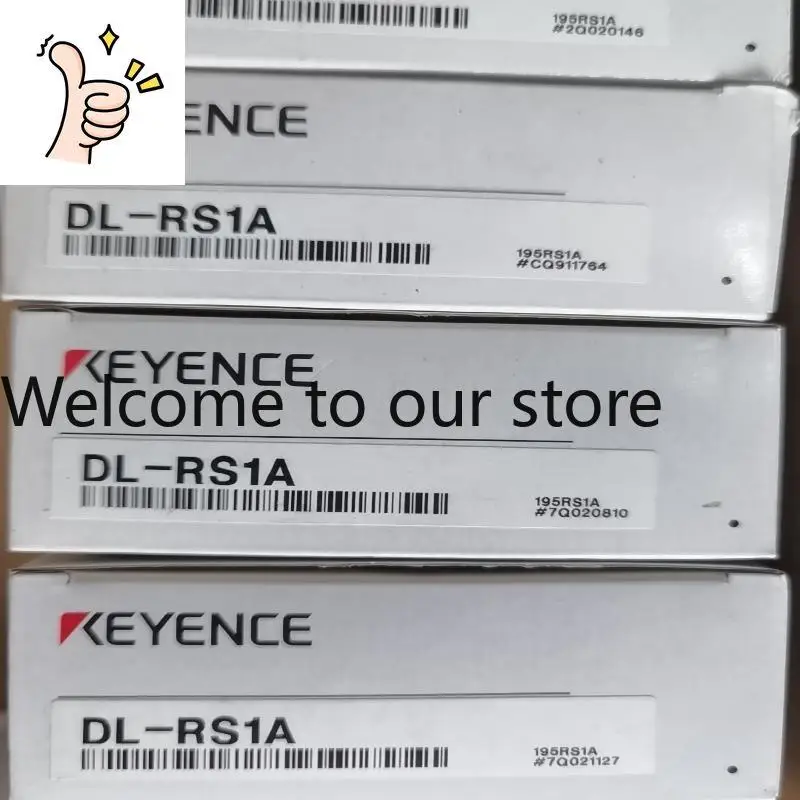 195RS1A
#2Q020146
ENCE
DL-RS1A
195RS1A
#CQ911764
KEYENCE
Welcome to our store
DL-RS1A
195RS1A
#7Q020810
KEYENCE
DL-RS1A
195RS1A
#7Q021127